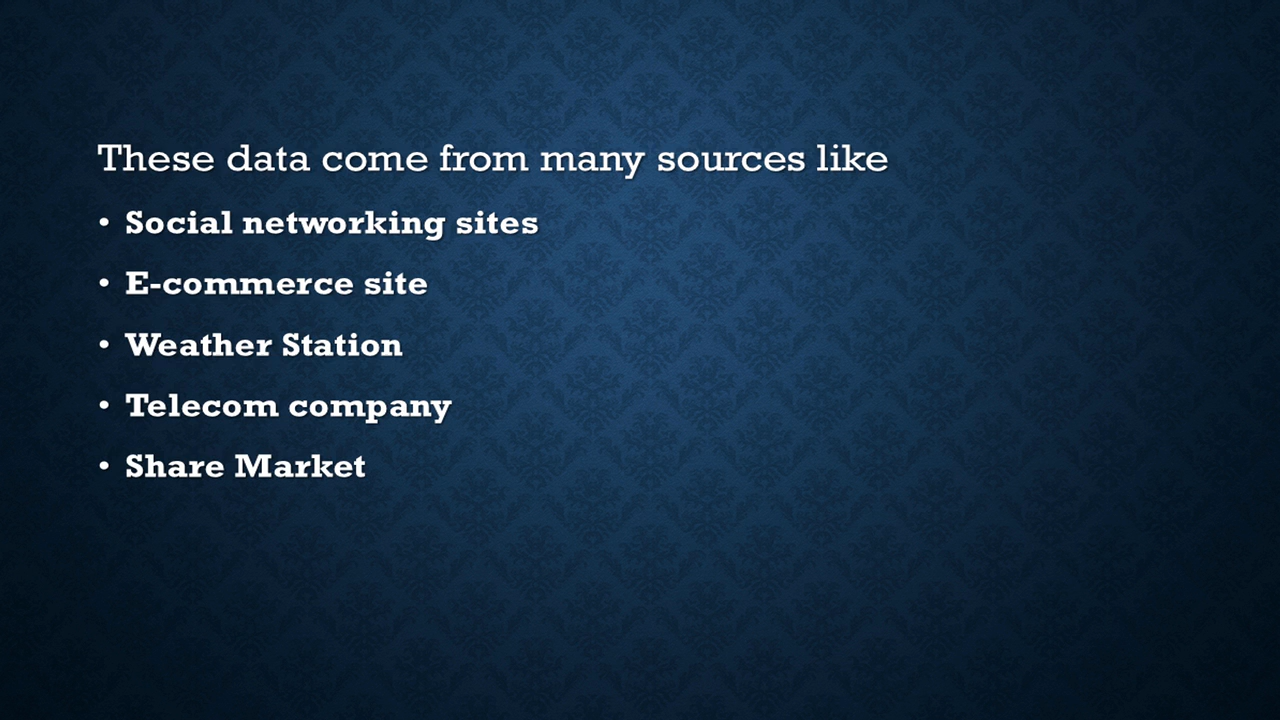 These data come from many sources like
• Social networking sites
• E-commerce site
• Weather Station
• Telecom company
• Share Market